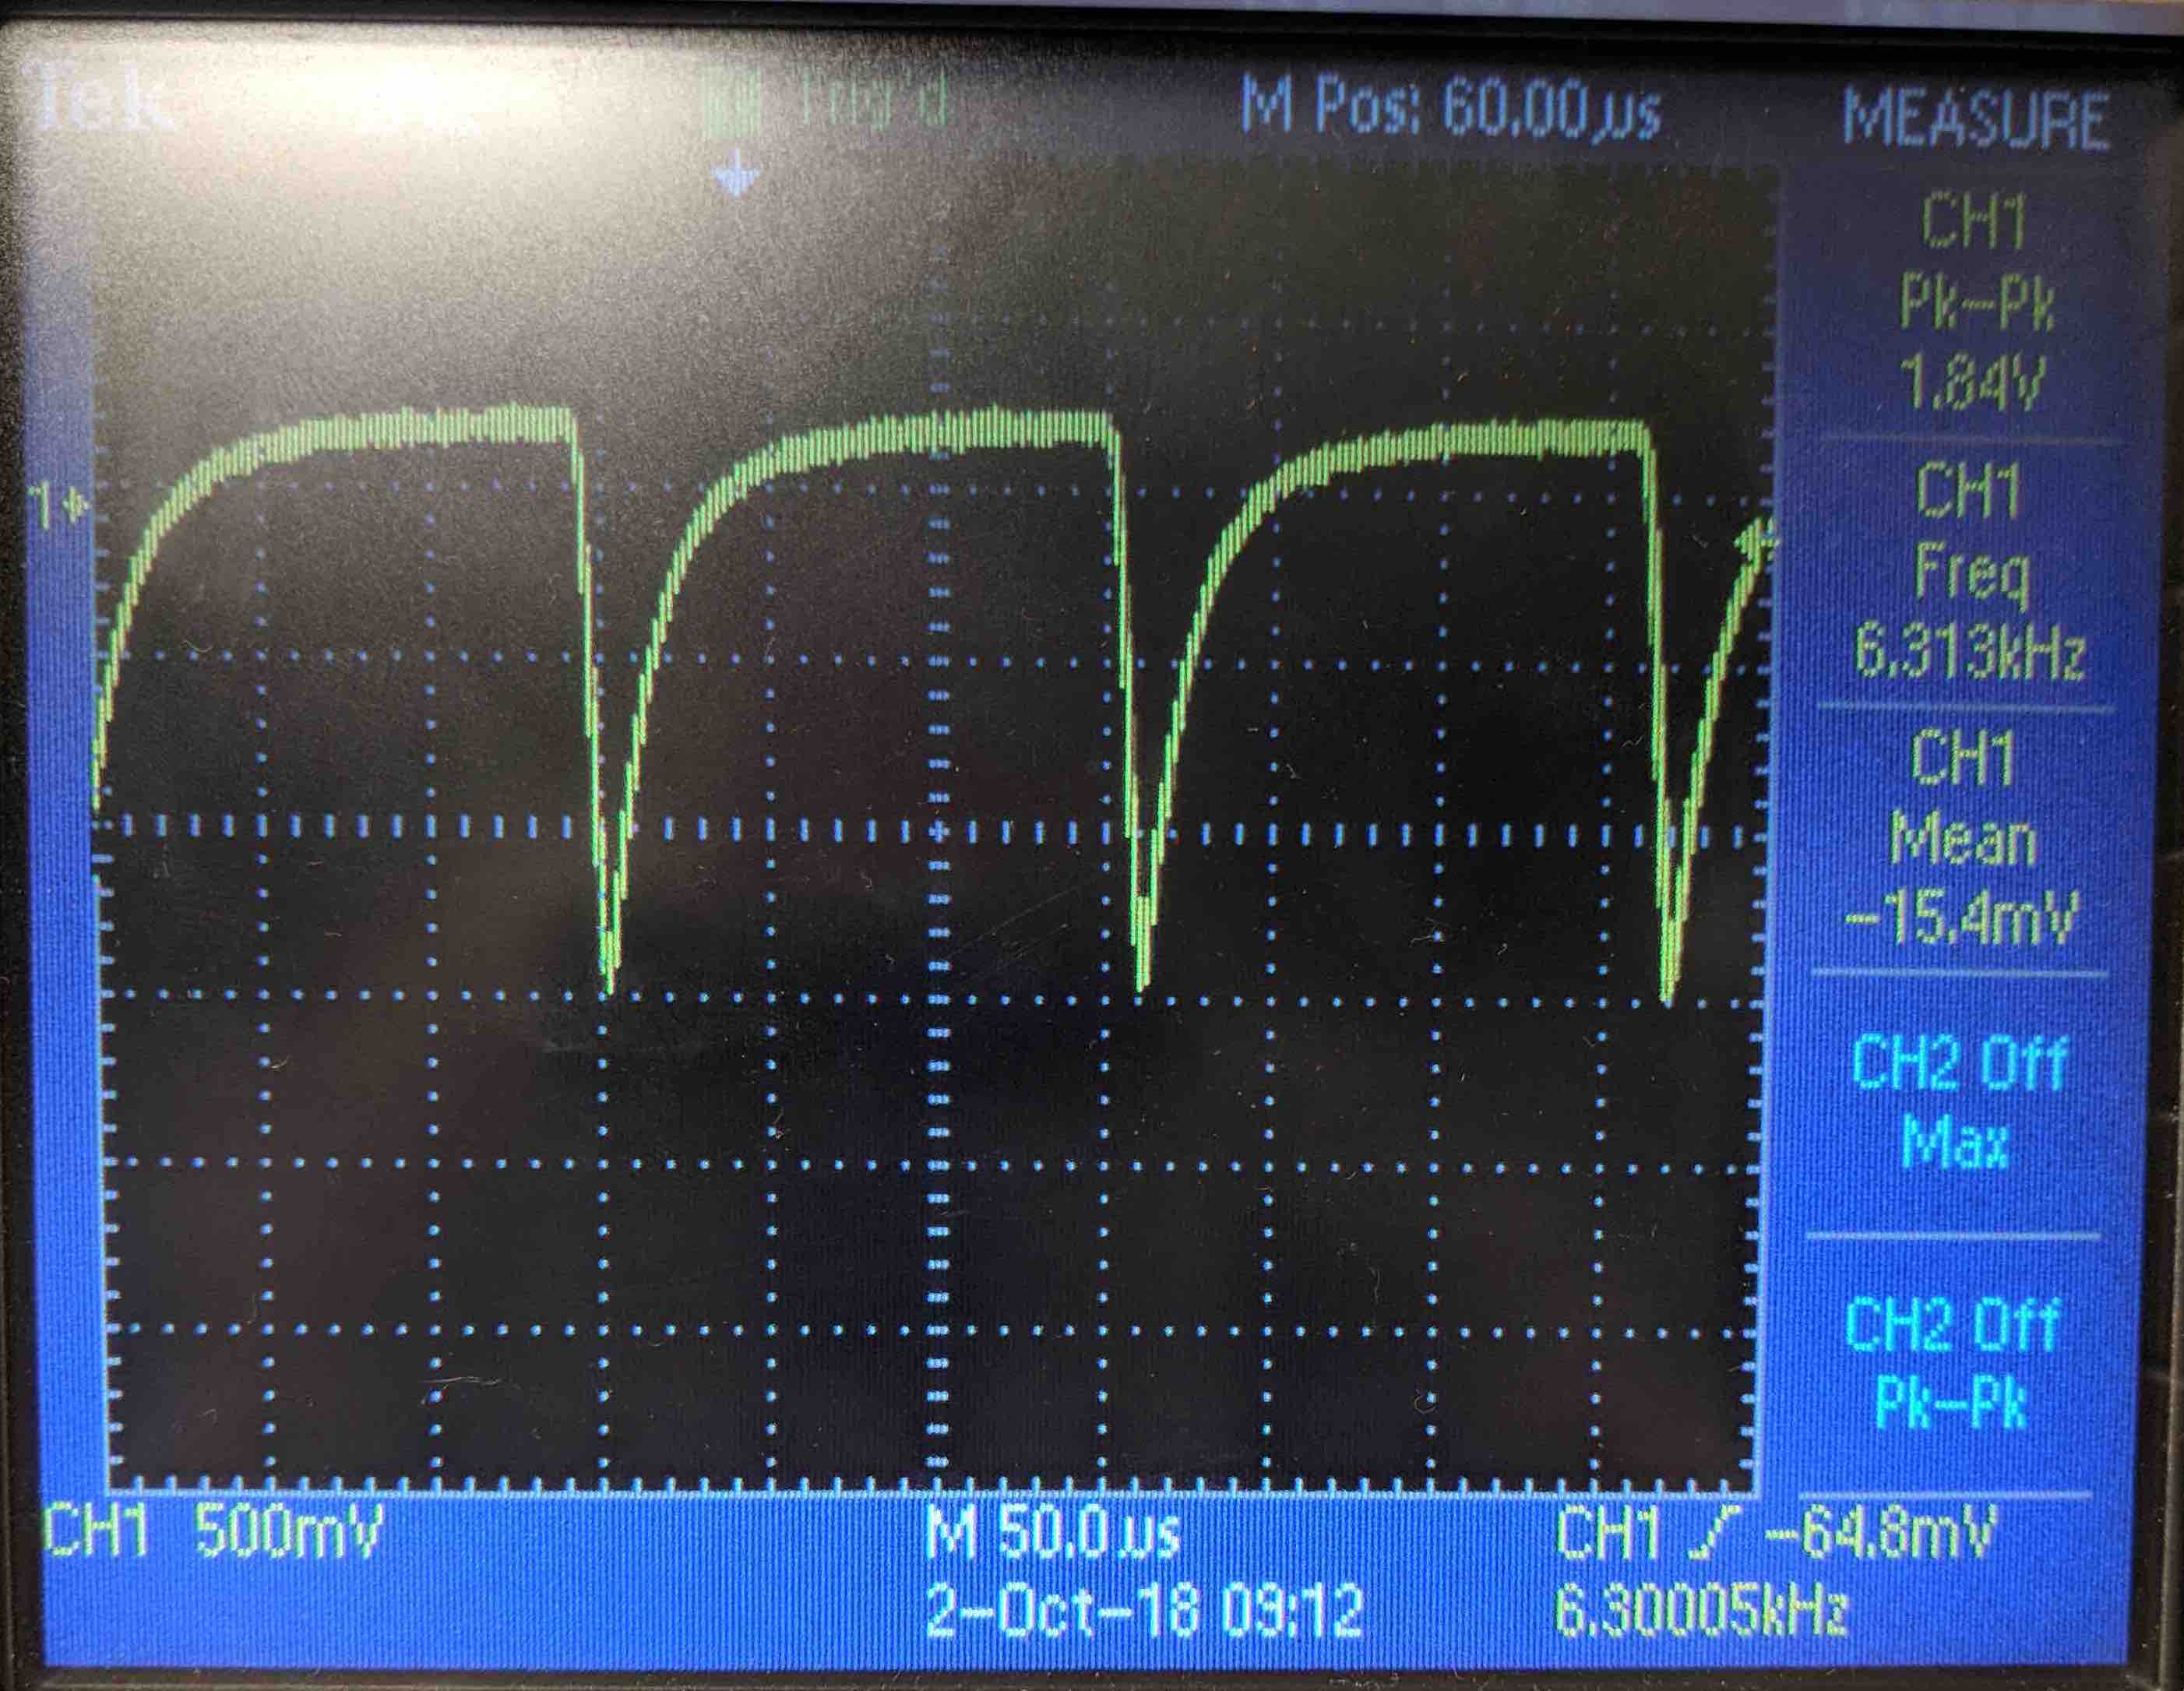 Tek Trig'd M Pos: 60.00µs MEASURE
CH1
Pk-Pk
1.84V
1
CH1
Freq
6.313kHz
CH1
Mean
-15.4mV
CH2 Off
Max
CH2 Off
Pk-Pk
CH1 500mV M 50.0µs CH1 -64.8mV
2-Oct-18 09:12 6.30005kHz